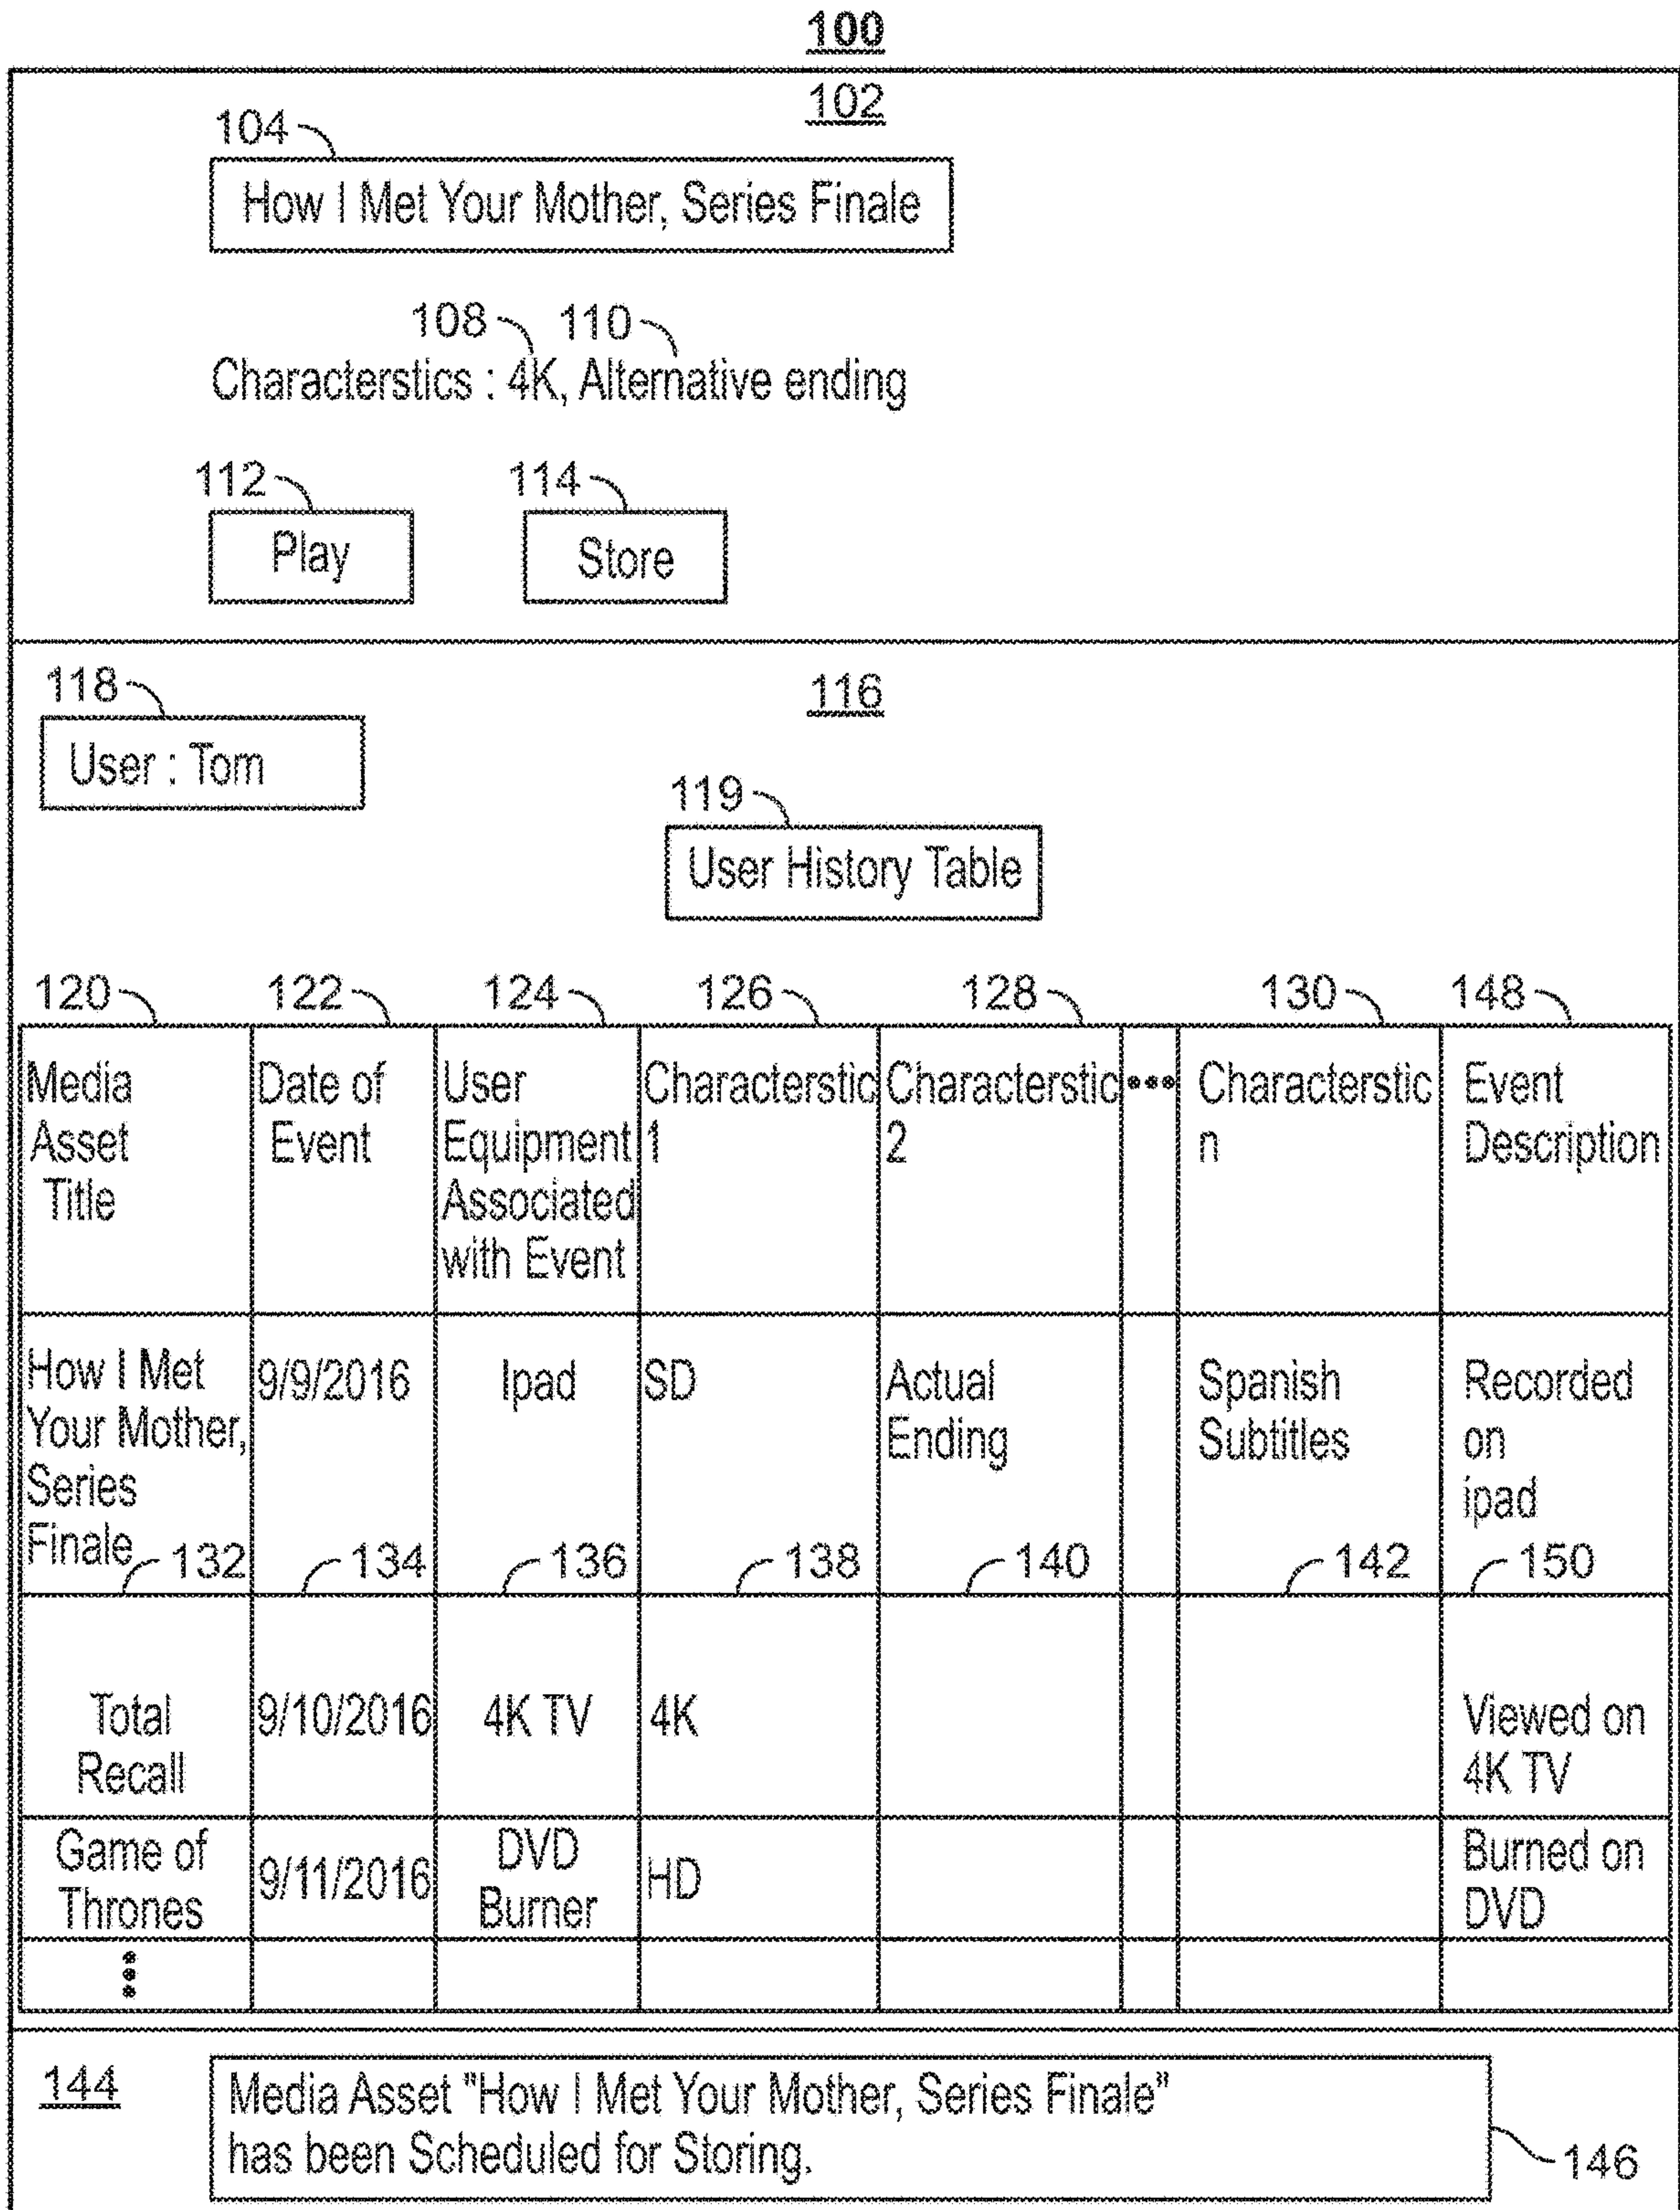 100
102
104
How I Met Your Mother, Series Finale
108 110
Characterstics : 4K, Alternative ending
112 114
Play Store
118 116
User : Tom
119
User History Table
120 122 124 126 128 130 148
Media Asset Title
Date of Event
User Equipment Associated with Event
Characterstic 1
Characterstic 2
•••
Characterstic n
Event Description
How I Met Your Mother, Series Finale
9/9/2016
Ipad
SD
Actual Ending
Spanish Subtitles
Recorded on ipad
132 134 136 138 140 142 150
Total Recall
9/10/2016
4K TV
4K
Viewed on 4K TV
Game of Thrones
9/11/2016
DVD Burner
HD
Burned on DVD
144
Media Asset "How I Met Your Mother, Series Finale"
has been Scheduled for Storing.
146